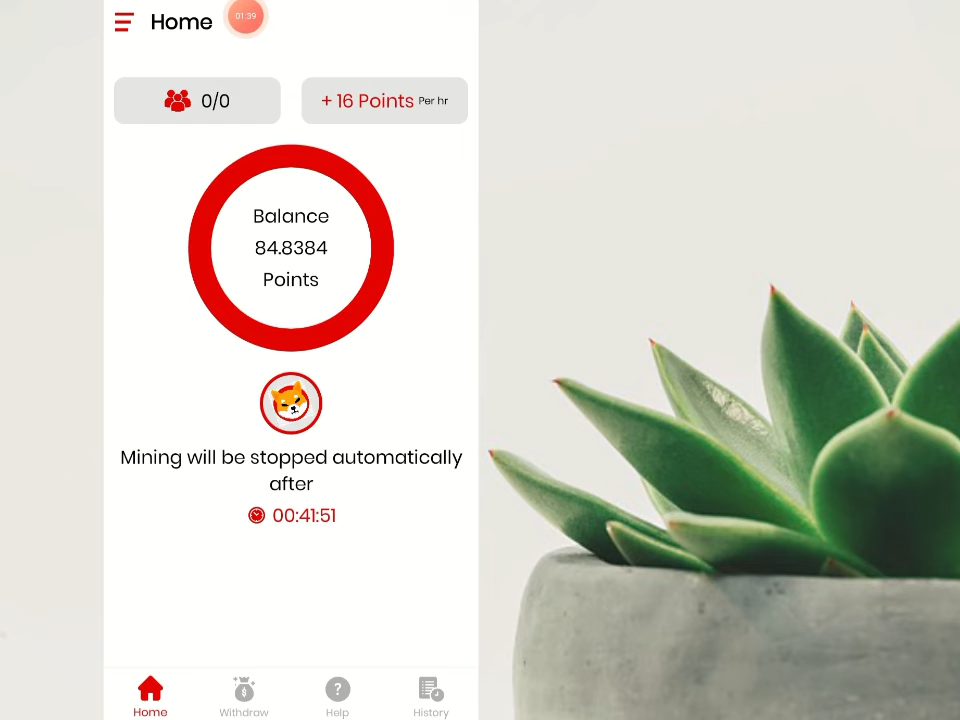 Home
01:39
0/0
+ 16 Points Per hr
Balance
84.8384
Points
Mining will be stopped automatically
after
00:41:51
Home
Withdraw
Help
History